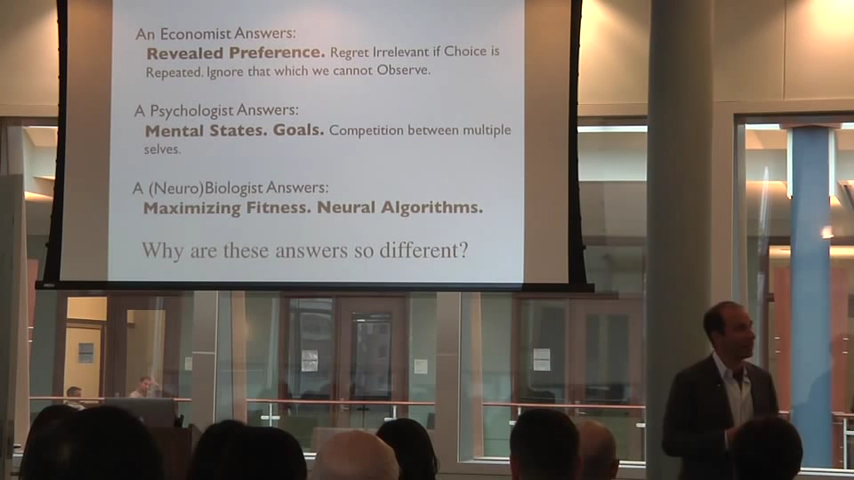 An Economist Answers:
Revealed Preference. Regret Irrelevant if Choice is
Repeated. Ignore that which we cannot Observe.
A Psychologist Answers:
Mental States. Goals. Competition between multiple
selves.
A (Neuro)Biologist Answers:
Maximizing Fitness. Neural Algorithms.
Why are these answers so different?